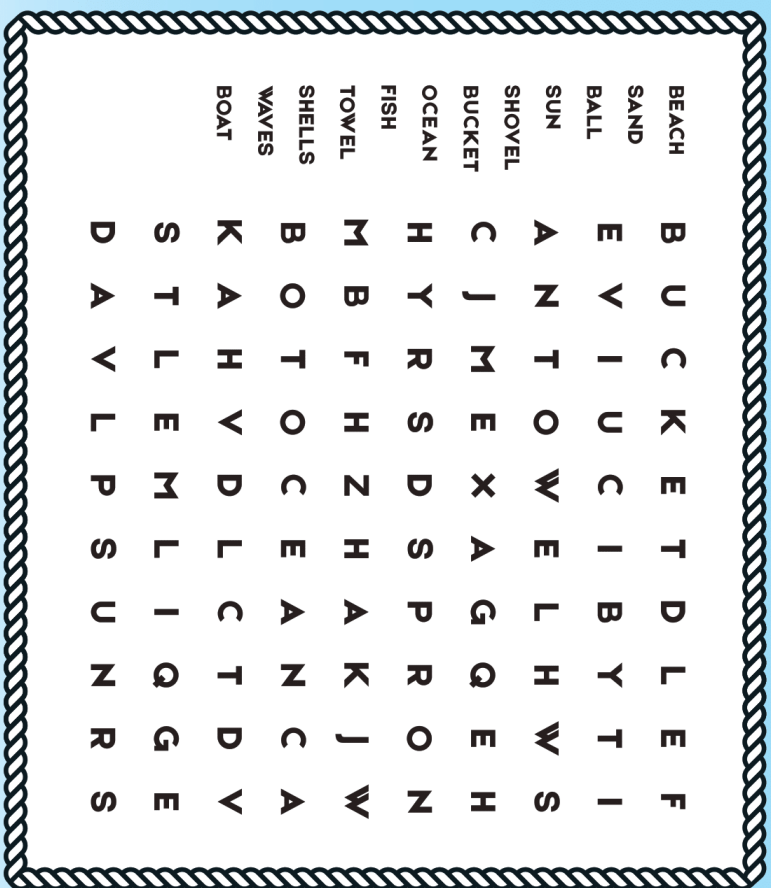 BEACH
SAND
BALL
SUN
SHOVEL
BUCKET
OCEAN
FISH
TOWEL
SHELLS
WAVES
BOAT
B U C K E T D L E F
E V I U C I B Y T I
A N T O W E L H W S
C J M E X A G Q E H
H Y R S D S P R O N
M B F H Z H A K J W
B O T O C E A N C A
K A H V D L C T D V
S T L E M L I Q G E
D A V L P S U N R S